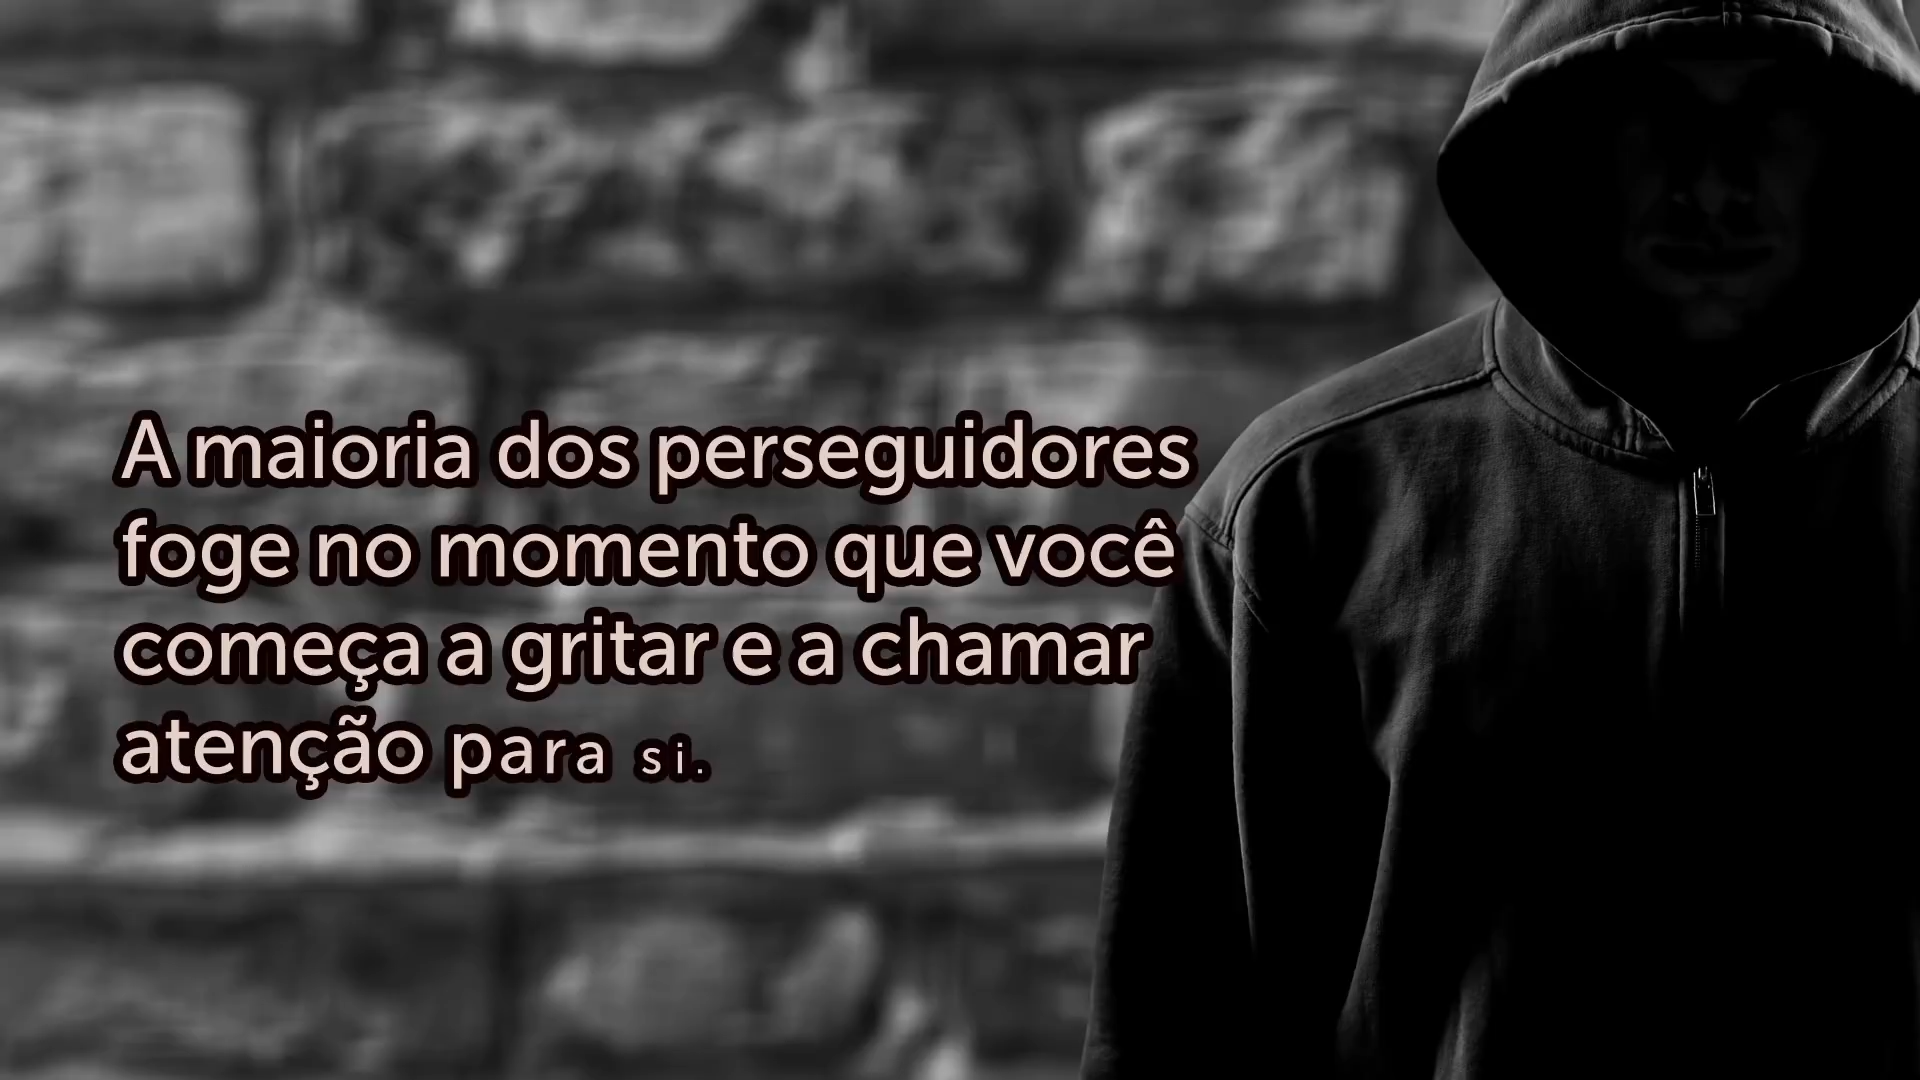 A maioria dos perseguidores
foge no momento que você
começa a gritar e a chamar
atenção para si.